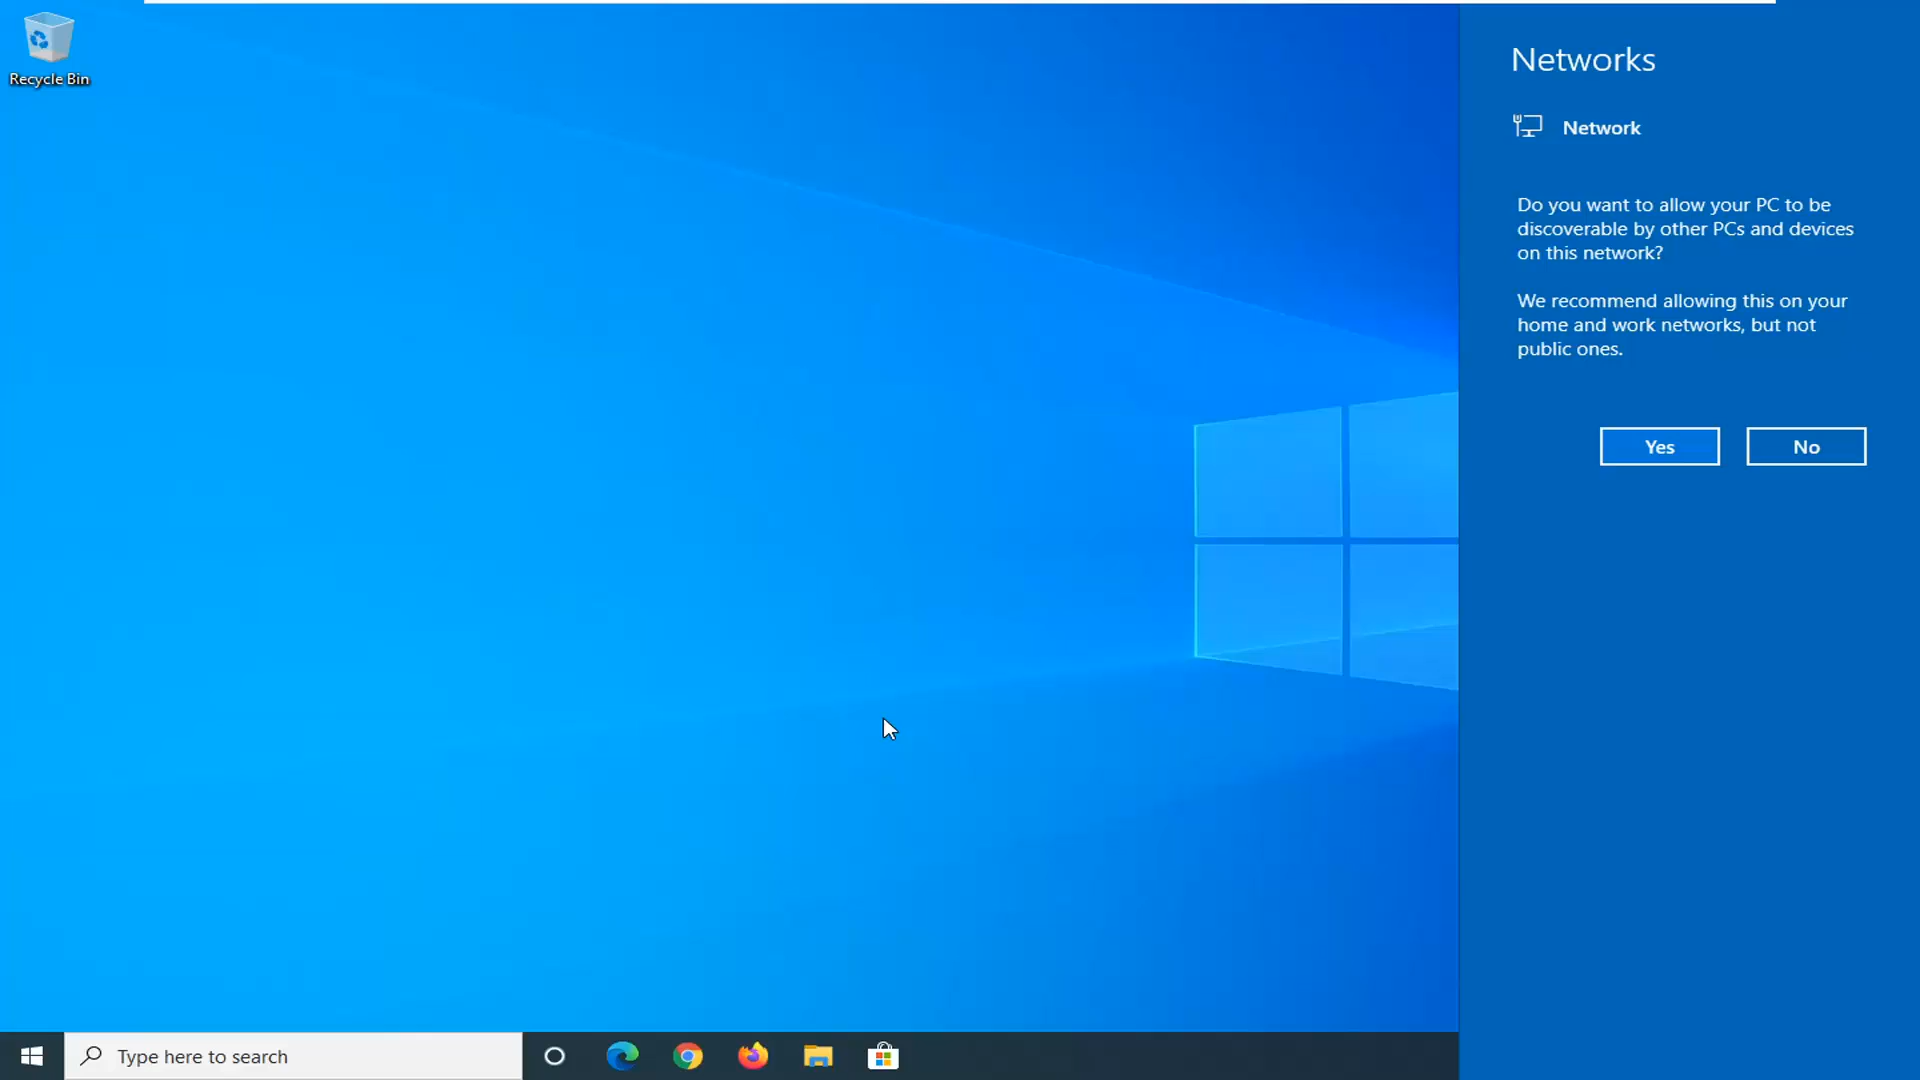 Recycle Bin
Networks
Network
Do you want to allow your PC to be
discoverable by other PCs and devices
on this network?
We recommend allowing this on your
home and work networks, but not
public ones.
Yes
No
Type here to search